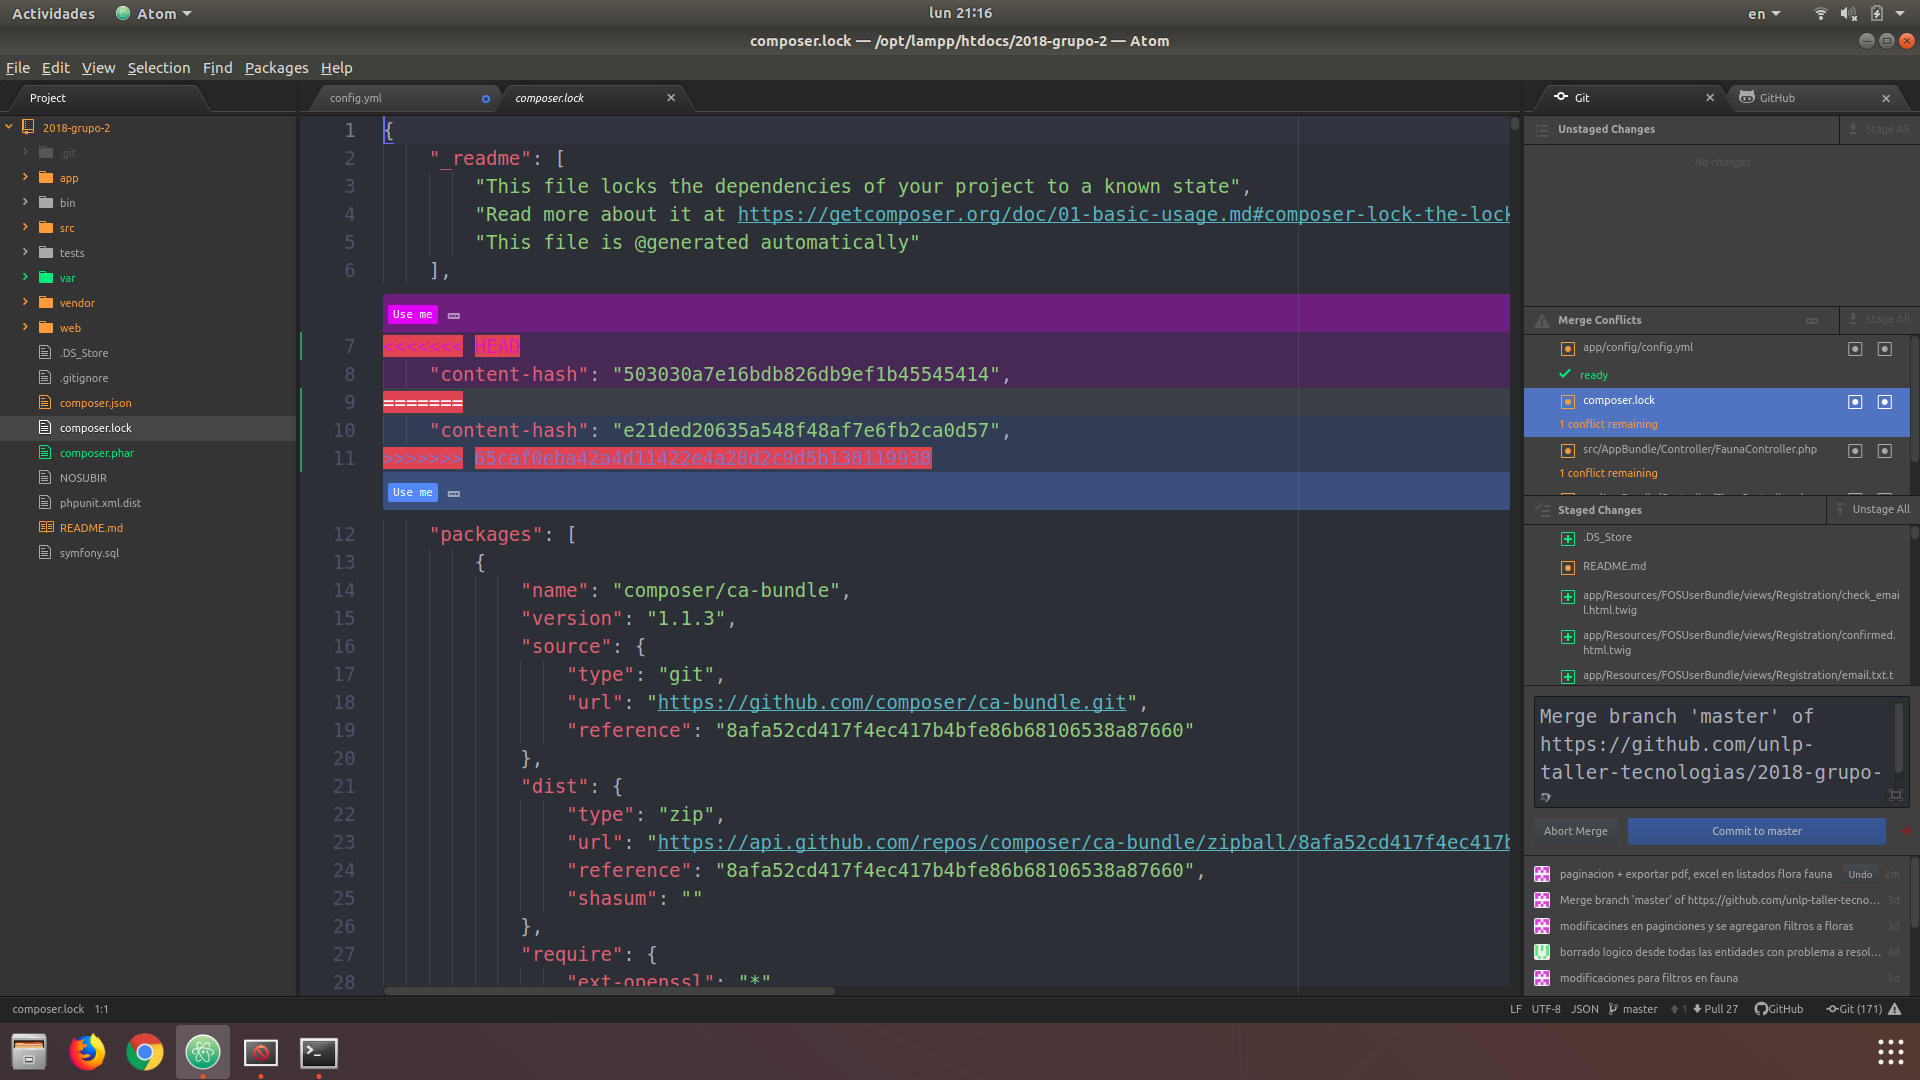 Actividades
Atom
lun 21:16
en
composer.lock — /opt/lampp/htdocs/2018-grupo-2 — Atom
File Edit View Selection Find Packages Help
Project
2018-grupo-2
.git
app
bin
src
tests
var
vendor
web
.DS_Store
.gitignore
composer.json
composer.lock
composer.phar
NOSUBIR
phpunit.xml.dist
README.md
symfony.sql
config.yml
composer.lock
1 {
2 "_readme": [
3 "This file locks the dependencies of your project to a known state",
4 "Read more about it at https://getcomposer.org/doc/01-basic-usage.md#composer-lock-the-lock
5 "This file is @generated automatically"
6 ],
Use me
7 <<<<<<< HEAD
8 "content-hash": "503030a7e16bdb826db9ef1b45545414",
9 =======
10 "content-hash": "e21ded20635a548f48af7e6fb2ca0d57",
11 >>>>>>> 65caf0eba42a4d11422e4a28d2c9d5b138119938
Use me
12 "packages": [
13 {
14 "name": "composer/ca-bundle",
15 "version": "1.1.3",
16 "source": {
17 "type": "git",
18 "url": "https://github.com/composer/ca-bundle.git",
19 "reference": "8afa52cd417f4ec417b4bfe86b68106538a87660"
20 },
21 "dist": {
22 "type": "zip",
23 "url": "https://api.github.com/repos/composer/ca-bundle/zipball/8afa52cd417f4ec417b
24 "reference": "8afa52cd417f4ec417b4bfe86b68106538a87660",
25 "shasum": ""
26 },
27 "require": {
28 "ext-openssl": "*"
Git
GitHub
Unstaged Changes
Stage All
No changes
Merge Conflicts
Stage All
app/config/config.yml
ready
composer.lock
1 conflict remaining
src/AppBundle/Controller/FaunaController.php
1 conflict remaining
Staged Changes
Unstage All
.DS_Store
README.md
app/Resources/FOSUserBundle/views/Registration/check_emai
l.html.twig
app/Resources/FOSUserBundle/views/Registration/confirmed.
html.twig
app/Resources/FOSUserBundle/views/Registration/email.txt.t
Merge branch 'master' of
https://github.com/unlp-
taller-tecnologias/2018-grupo-
2
Abort Merge
Commit to master
paginacion + exportar pdf, excel en listados flora fauna Undo 2m
Merge branch 'master' of https://github.com/unlp-taller-tecno... 3d
modificacines en paginciones y se agregaron filtros a floras 3d
borrado logico desde todas las entidades con problema a resol... 4d
modificaciones para filtros en fauna 5d
composer.lock 1:1
LF UTF-8 JSON master 1 Pull 27 GitHub Git (171)